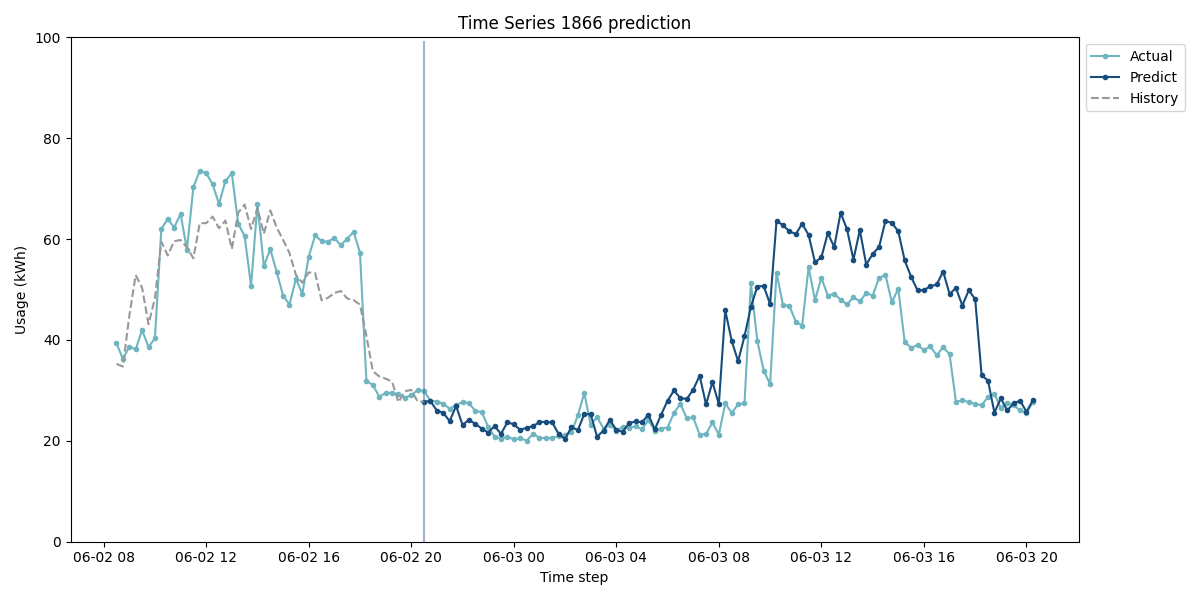 Time Series 1866 prediction
100
80
60
40
20
0
Usage (kWh)
06-02 08
06-02 12
06-02 16
06-02 20
06-03 00
06-03 04
06-03 08
06-03 12
06-03 16
06-03 20
Time step
Actual
Predict
History